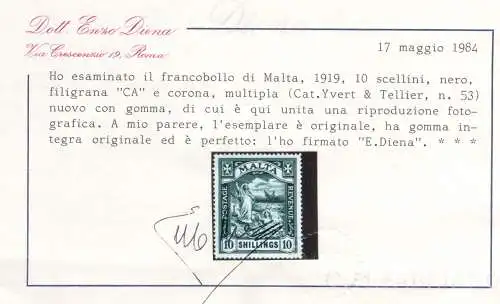 Dott. Enzo Diena
Via Crescenzio 19, Roma
17 maggio 1984
Ho esaminato il francobollo di Malta, 1919, 10 scellini, nero,
filigrana "CA" e corona, multipla (Cat.Yvert & Tellier, n. 53)
nuovo con gomma, di cui è qui unita una riproduzione foto-
grafica. A mio parere, l'esemplare è originale, ha gomma in-
tegra originale ed è perfetto: l'ho firmato "E.Diena". * * *
MALTA
POSTAGE
REVENUE
10 SHILLINGS 10